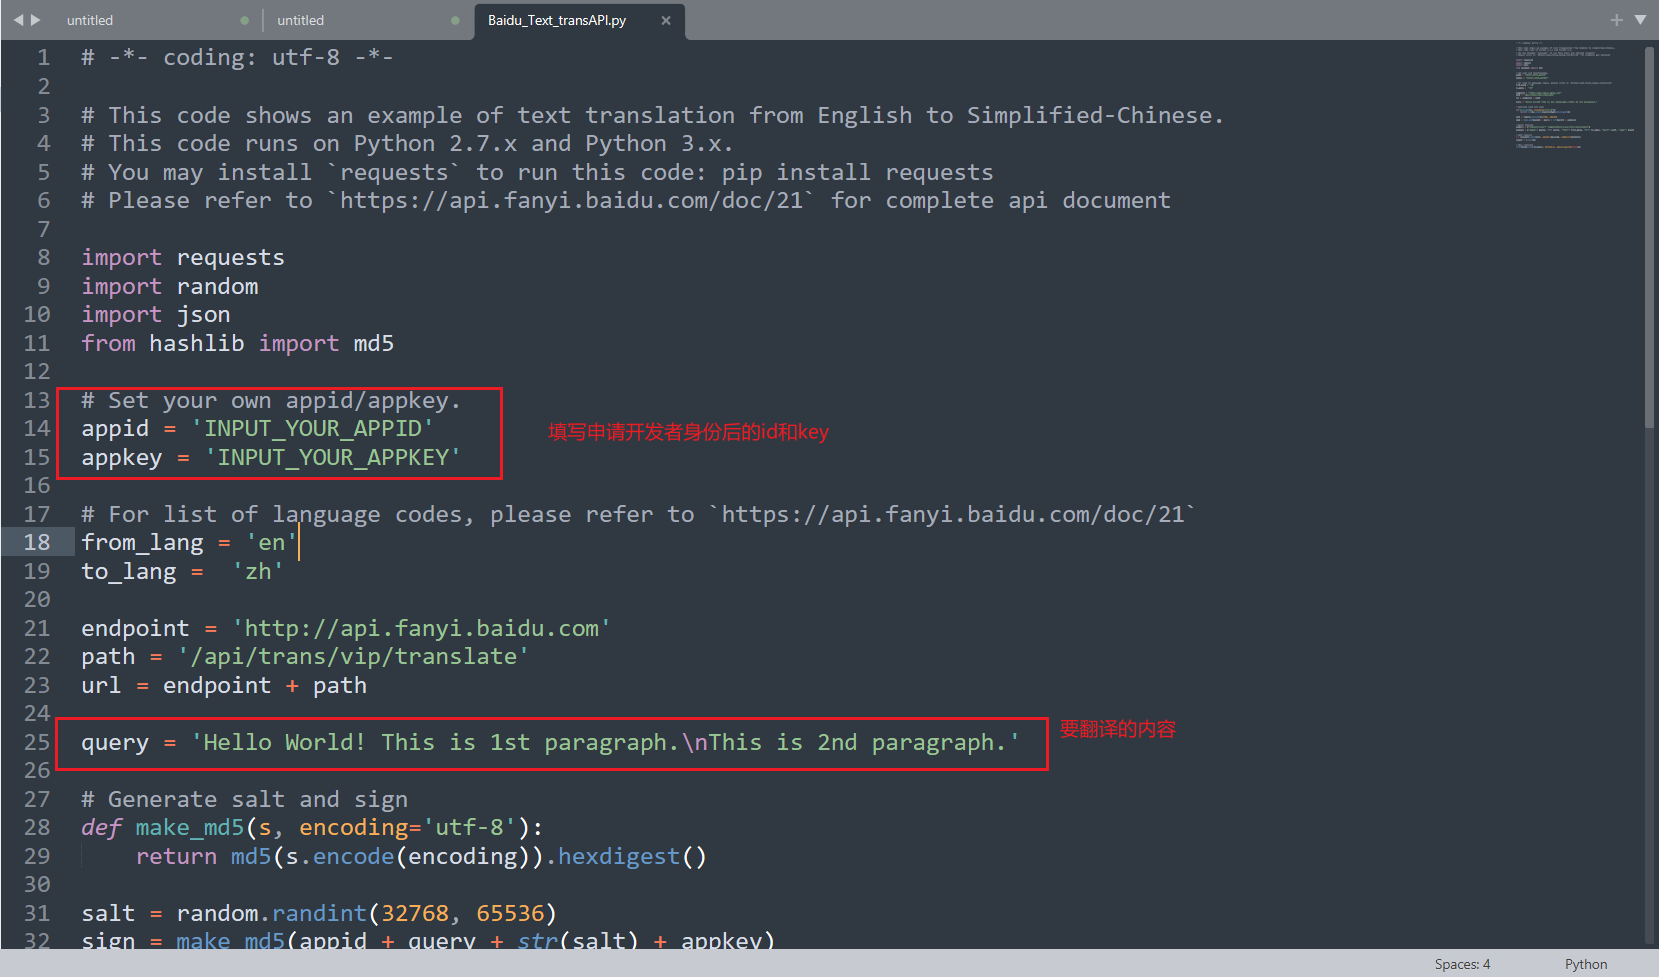 untitled
untitled
Baidu_Text_transAPI.py
1 # -*- coding: utf-8 -*-
2
3 # This code shows an example of text translation from English to Simplified-Chinese.
4 # This code runs on Python 2.7.x and Python 3.x.
5 # You may install `requests` to run this code: pip install requests
6 # Please refer to `https://api.fanyi.baidu.com/doc/21` for complete api document
7
8 import requests
9 import random
10 import json
11 from hashlib import md5
12
13 # Set your own appid/appkey.
14 appid = 'INPUT_YOUR_APPID'
填写申请开发者身份后的id和key
15 appkey = 'INPUT_YOUR_APPKEY'
16
17 # For list of language codes, please refer to `https://api.fanyi.baidu.com/doc/21`
18 from_lang = 'en'
19 to_lang =  'zh'
20
21 endpoint = 'http://api.fanyi.baidu.com'
22 path = '/api/trans/vip/translate'
23 url = endpoint + path
24
要翻译的内容
25 query = 'Hello World! This is 1st paragraph.\nThis is 2nd paragraph.'
26
27 # Generate salt and sign
28 def make_md5(s, encoding='utf-8'):
29     return md5(s.encode(encoding)).hexdigest()
30
31 salt = random.randint(32768, 65536)
32 sign = make_md5(appid + query + str(salt) + appkey)
Spaces: 4
Python